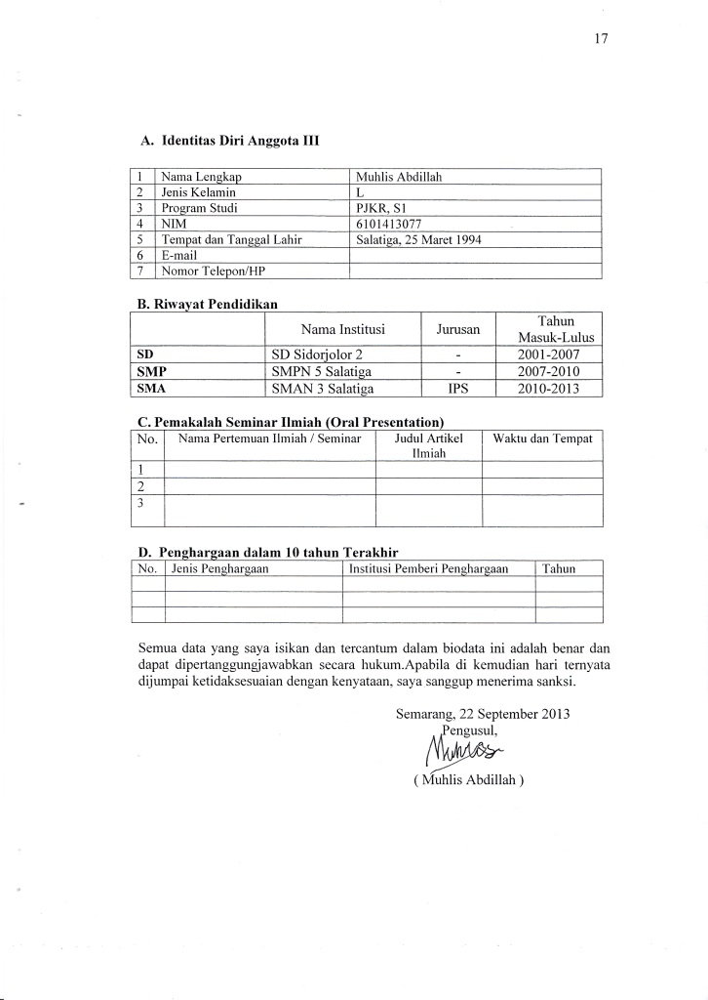 17
A. Identitas Diri Anggota III
1 Nama Lengkap Muhlis Abdillah
2 Jenis Kelamin L
3 Program Studi PJKR, S1
4 NIM 6101413077
5 Tempat dan Tanggal Lahir Salatiga, 25 Maret 1994
6 E-mail
7 Nomor Telepon/HP
B. Riwayat Pendidikan
Nama Institusi Jurusan Tahun
Masuk-Lulus
SD SD Sidorjolor 2 - 2001-2007
SMP SMPN 5 Salatiga - 2007-2010
SMA SMAN 3 Salatiga IPS 2010-2013
C. Pemakalah Seminar Ilmiah (Oral Presentation)
No. Nama Pertemuan Ilmiah / Seminar Judul Artikel Waktu dan Tempat
Ilmiah
1
2
3
D. Penghargaan dalam 10 tahun Terakhir
No. Jenis Penghargaan Institusi Pemberi Penghargaan Tahun
Semua data yang saya isikan dan tercantum dalam biodata ini adalah benar dan
dapat dipertanggungjawabkan secara hukum.Apabila di kemudian hari ternyata
dijumpai ketidaksesuaian dengan kenyataan, saya sanggup menerima sanksi.
Semarang, 22 September 2013
Pengusul,
( Muhlis Abdillah )